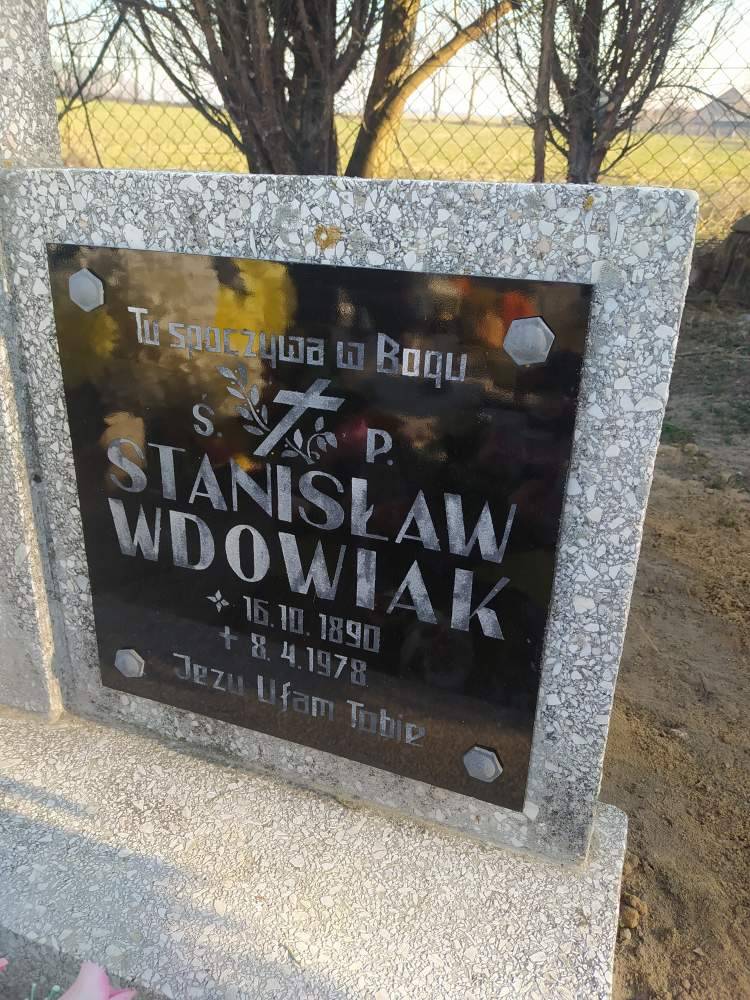 Tu spoczywa w Bogu
Ś. P.
STANISŁAW
WDOWIAK
16.10.1890
8.4.1978
Jezu Ufam Tobie